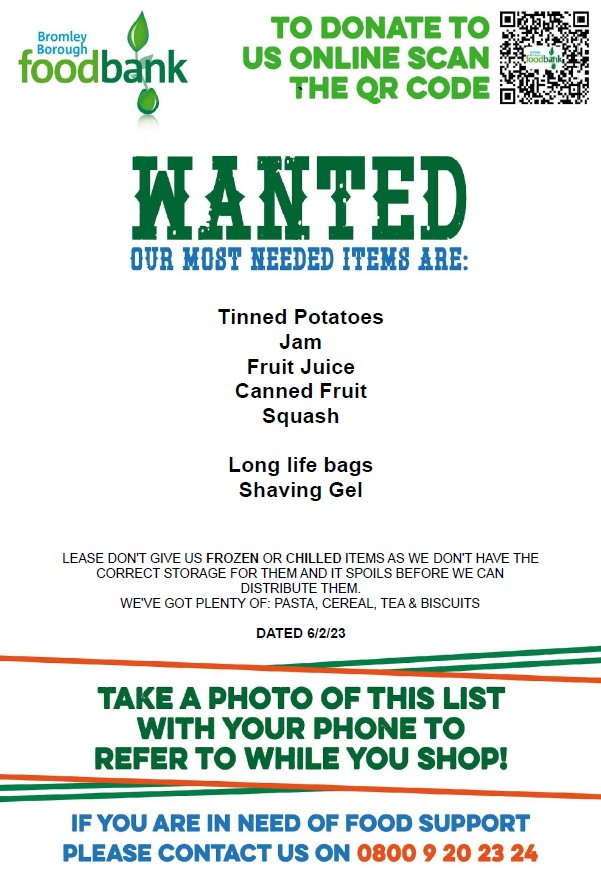 Bromley
Borough
foodbank
TO DONATE TO
US ONLINE SCAN
THE QR CODE
foodbank
WANTED
OUR MOST NEEDED ITEMS ARE:
Tinned Potatoes
Jam
Fruit Juice
Canned Fruit
Squash
Long life bags
Shaving Gel
LEASE DON'T GIVE US FROZEN OR CHILLED ITEMS AS WE DON'T HAVE THE
CORRECT STORAGE FOR THEM AND IT SPOILS BEFORE WE CAN
DISTRIBUTE THEM.
WE'VE GOT PLENTY OF: PASTA, CEREAL, TEA & BISCUITS
DATED 6/2/23
TAKE A PHOTO OF THIS LIST
WITH YOUR PHONE TO
REFER TO WHILE YOU SHOP!
IF YOU ARE IN NEED OF FOOD SUPPORT
PLEASE CONTACT US ON 0800 9 20 23 24